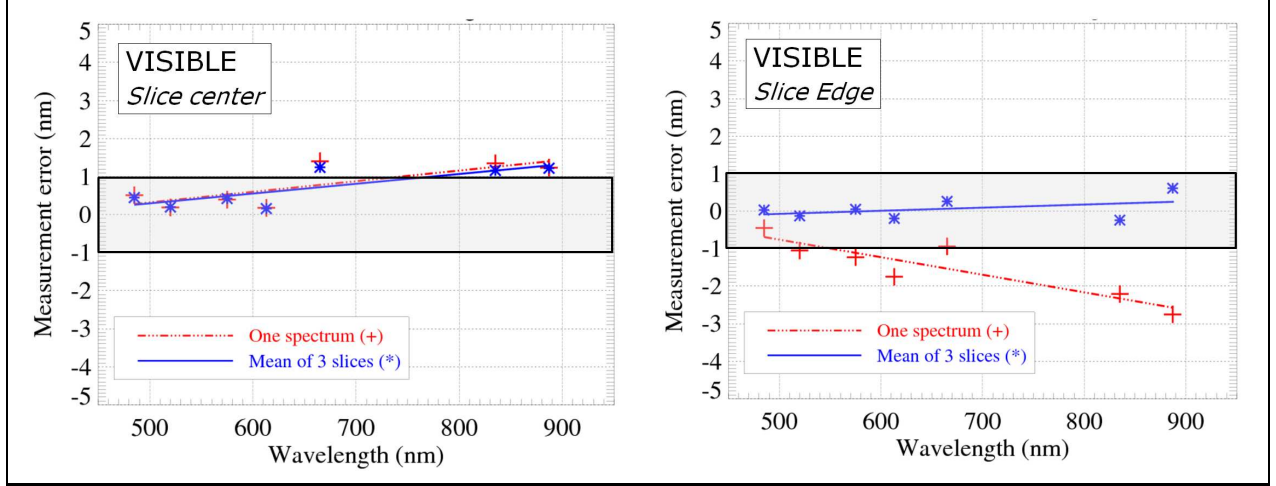 VISIBLE
Slice center
5
4
3
2
1
0
-1
-2
-3
-4
-5
Measurement error (nm)
One spectrum (+)
Mean of 3 slices (*)
500 600 700 800 900
Wavelength (nm)
VISIBLE
Slice Edge
5
4
3
2
1
0
-1
-2
-3
-4
-5
Measurement error (nm)
One spectrum (+)
Mean of 3 slices (*)
500 600 700 800 900
Wavelength (nm)